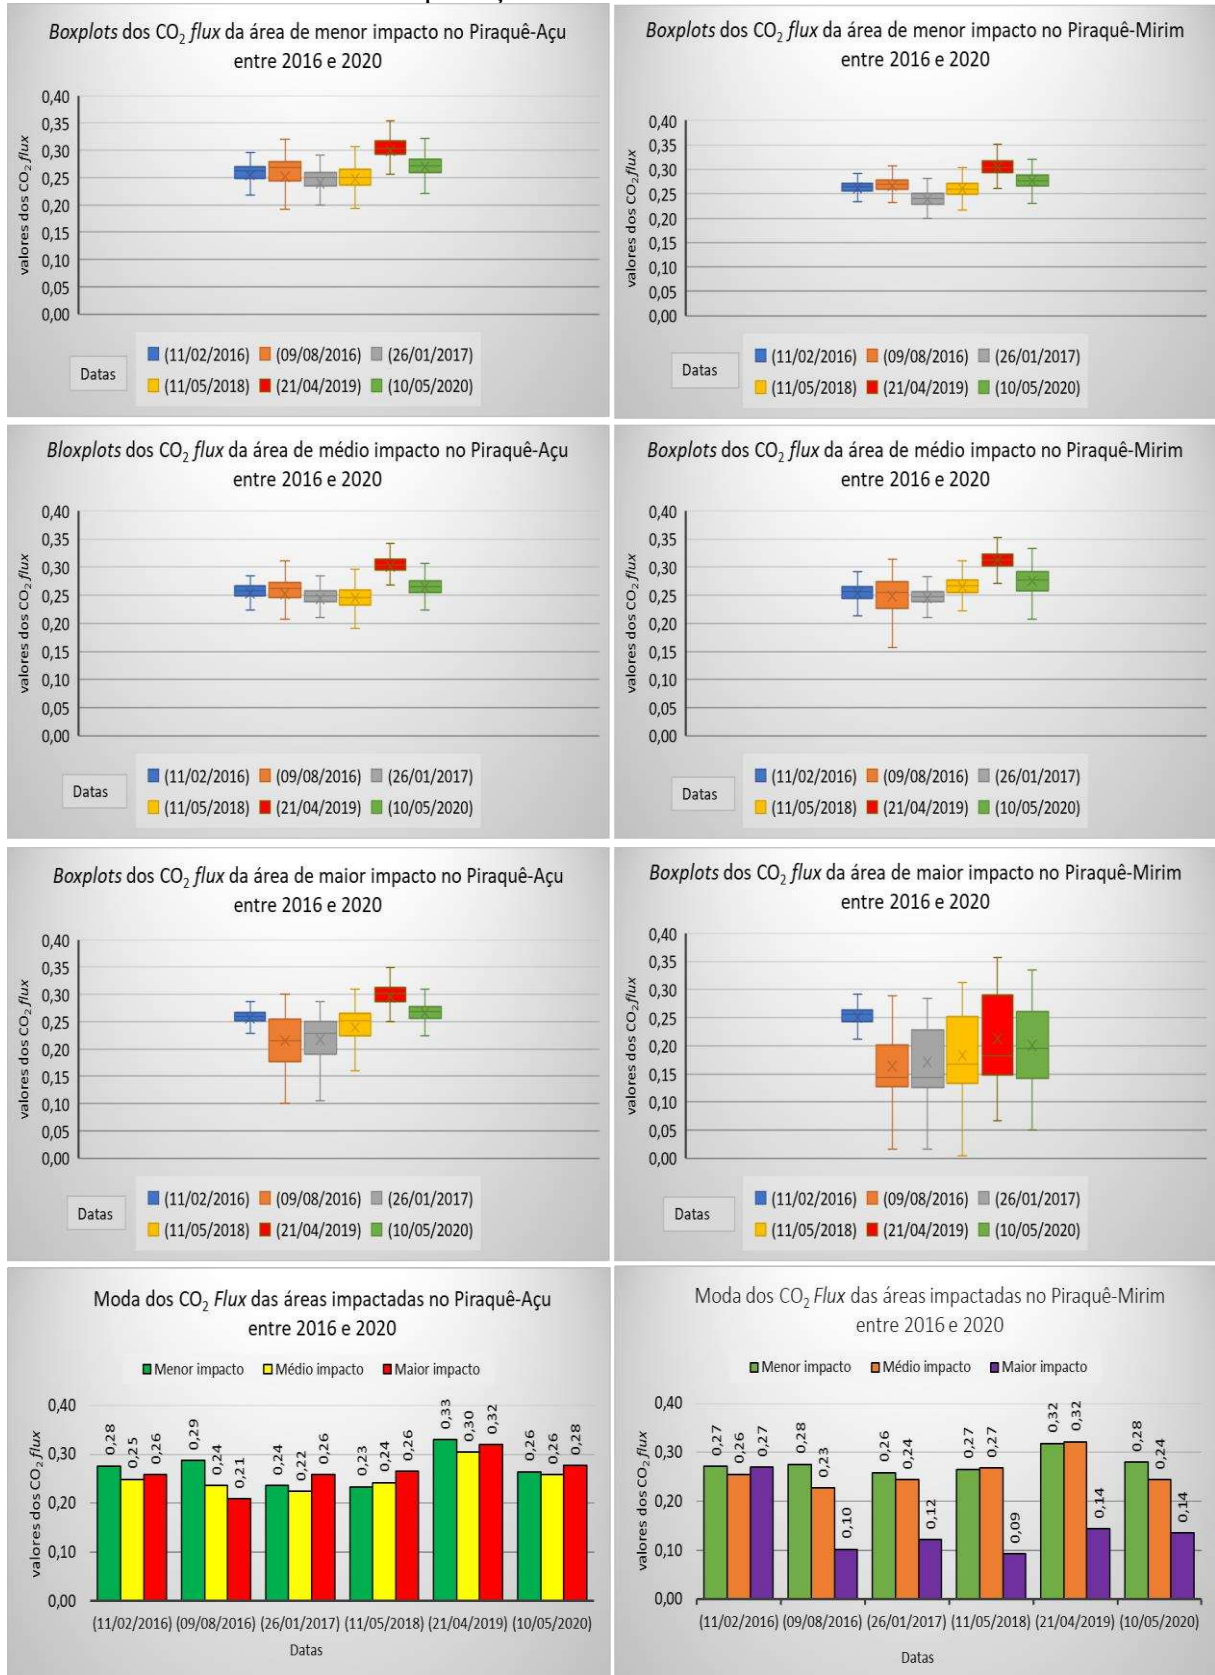 Boxplots dos CO₂ flux da área de menor impacto no Piraquê-Açu
entre 2016 e 2020
valores dos CO₂ flux
0,40
0,35
0,30
0,25
0,20
0,15
0,10
0,05
0,00
Datas
(11/02/2016) (09/08/2016) (26/01/2017)
(11/05/2018) (21/04/2019) (10/05/2020)
Boxplots dos CO₂ flux da área de menor impacto no Piraquê-Mirim
entre 2016 e 2020
valores dos CO₂ flux
0,40
0,35
0,30
0,25
0,20
0,15
0,10
0,05
0,00
Datas
(11/02/2016) (09/08/2016) (26/01/2017)
(11/05/2018) (21/04/2019) (10/05/2020)
Bloxplots dos CO₂ flux da área de médio impacto no Piraquê-Açu
entre 2016 e 2020
valores dos CO₂ flux
0,40
0,35
0,30
0,25
0,20
0,15
0,10
0,05
0,00
Datas
(11/02/2016) (09/08/2016) (26/01/2017)
(11/05/2018) (21/04/2019) (10/05/2020)
Boxplots dos CO₂ flux da área de médio impacto no Piraquê-Mirim
entre 2016 e 2020
valores dos CO₂ flux
0,40
0,35
0,30
0,25
0,20
0,15
0,10
0,05
0,00
Datas
(11/02/2016) (09/08/2016) (26/01/2017)
(11/05/2018) (21/04/2019) (10/05/2020)
Boxplots dos CO₂ flux da área de maior impacto no Piraquê-Açu
entre 2016 e 2020
valores dos CO₂ flux
0,40
0,35
0,30
0,25
0,20
0,15
0,10
0,05
0,00
Datas
(11/02/2016) (09/08/2016) (26/01/2017)
(11/05/2018) (21/04/2019) (10/05/2020)
Boxplots dos CO₂ flux da área de maior impacto no Piraquê-Mirim
entre 2016 e 2020
valores dos CO₂ flux
0,40
0,35
0,30
0,25
0,20
0,15
0,10
0,05
0,00
Datas
(11/02/2016) (09/08/2016) (26/01/2017)
(11/05/2018) (21/04/2019) (10/05/2020)
Moda dos CO₂ Flux das áreas impactadas no Piraquê-Açu
entre 2016 e 2020
Menor impacto Médio impacto Maior impacto
valores dos CO₂ flux
0,40
0,30
0,20
0,10
0,00
0,28 0,25 0,26 0,29 0,24 0,21 0,24 0,22 0,26 0,23 0,24 0,26 0,33 0,30 0,32 0,26 0,26 0,28
(11/02/2016) (09/08/2016) (26/01/2017) (11/05/2018) (21/04/2019) (10/05/2020)
Datas
Moda dos CO₂ Flux das áreas impactadas no Piraquê-Mirim
entre 2016 e 2020
Menor impacto Médio impacto Maior impacto
valores dos CO₂ flux
0,40
0,30
0,20
0,10
0,00
0,27 0,26 0,27 0,28 0,23 0,10 0,26 0,24 0,12 0,27 0,27 0,09 0,32 0,32 0,14 0,28 0,24 0,14
(11/02/2016) (09/08/2016) (26/01/2017) (11/05/2018) (21/04/2019) (10/05/2020)
Datas